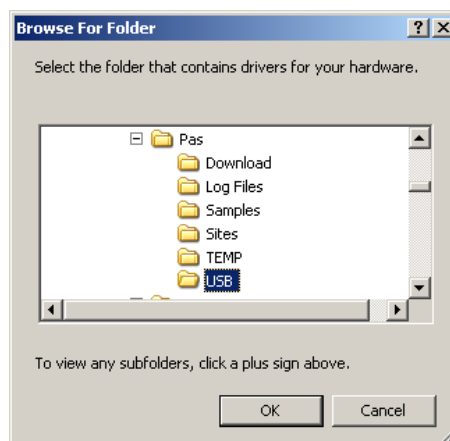 Browse For Folder
Select the folder that contains drivers for your hardware.
Pas
Download
Log Files
Samples
Sites
TEMP
USB
To view any subfolders, click a plus sign above.
OK Cancel